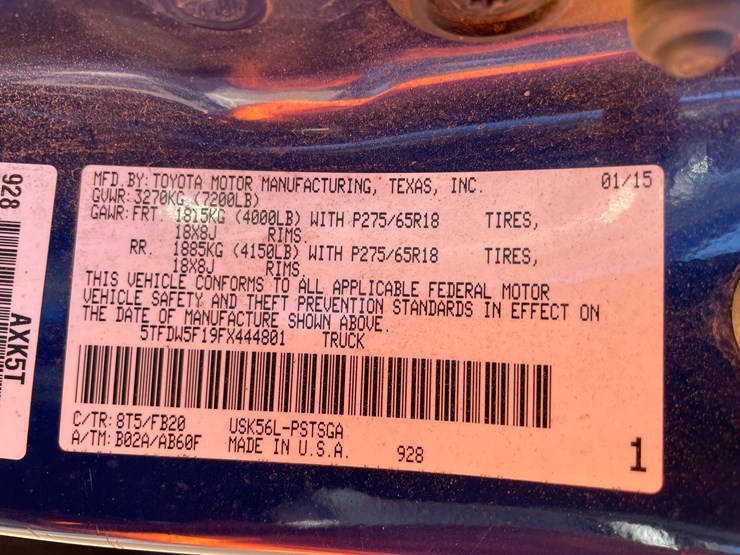 MFD. BY: TOYOTA MOTOR MANUFACTURING, TEXAS, INC. 01/15
GVWR: 3270KG (7200LB)
GAWR: FRT. 1815KG (4000LB) WITH P275/65R18 TIRES,
18X8J RIMS.
RR. 1885KG (4150LB) WITH P275/65R18 TIRES,
18X8J RIMS.
THIS VEHICLE CONFORMS TO ALL APPLICABLE FEDERAL MOTOR
VEHICLE SAFETY AND THEFT PREVENTION STANDARDS IN EFFECT ON
THE DATE OF MANUFACTURE SHOWN ABOVE.
5TFDW5F19FX444801 TRUCK
C/TR: 8T5/FB20 USK56L-PSTSGA
A/TM: B02A/AB60F MADE IN U.S.A. 928
1
928
AXK5T